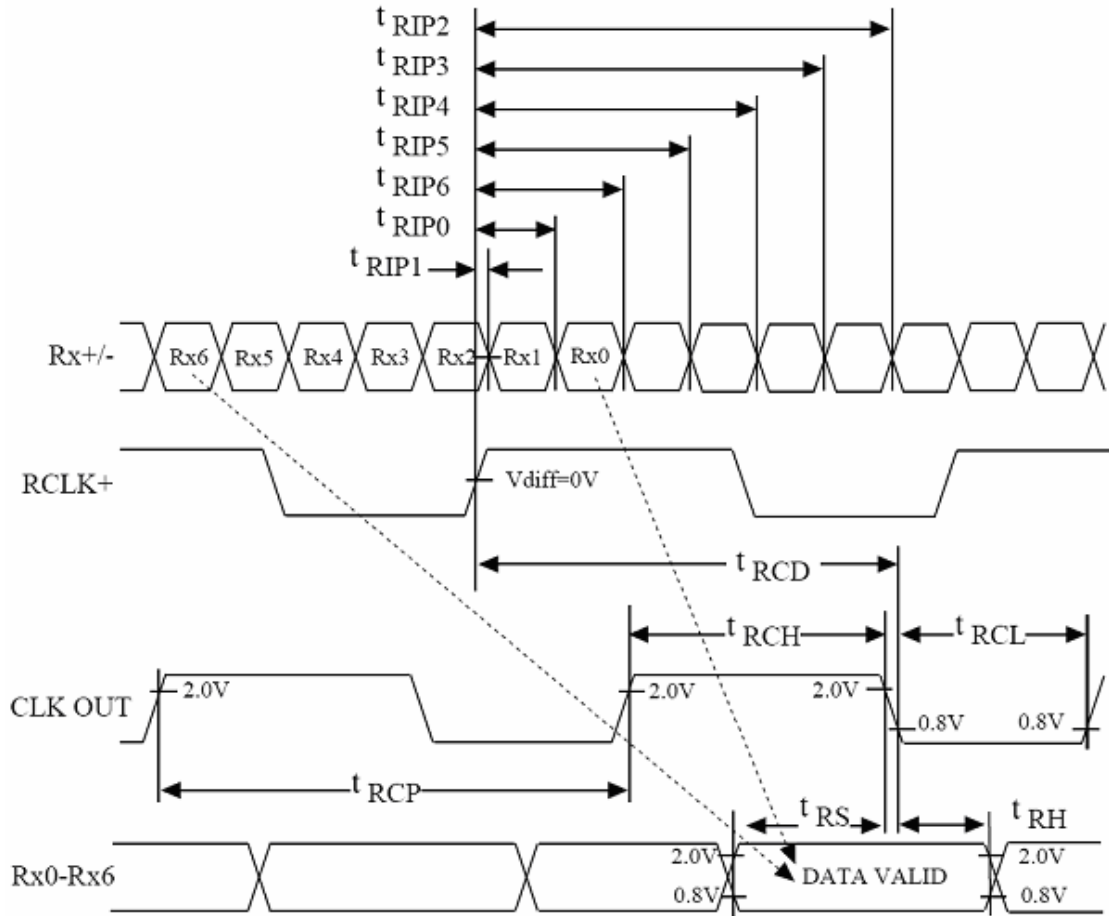 t RIP2
t RIP3
t RIP4
t RIP5
t RIP6
t RIP0
t RIP1
Rx+/- Rx6 Rx5 Rx4 Rx3 Rx2 Rx1 Rx0
RCLK+ Vdiff=0V
t RCD
t RCH t RCL
CLK OUT 2.0V 2.0V 2.0V 0.8V 0.8V
t RCP
t RS t RH
Rx0-Rx6 2.0V 0.8V DATA VALID 2.0V 0.8V